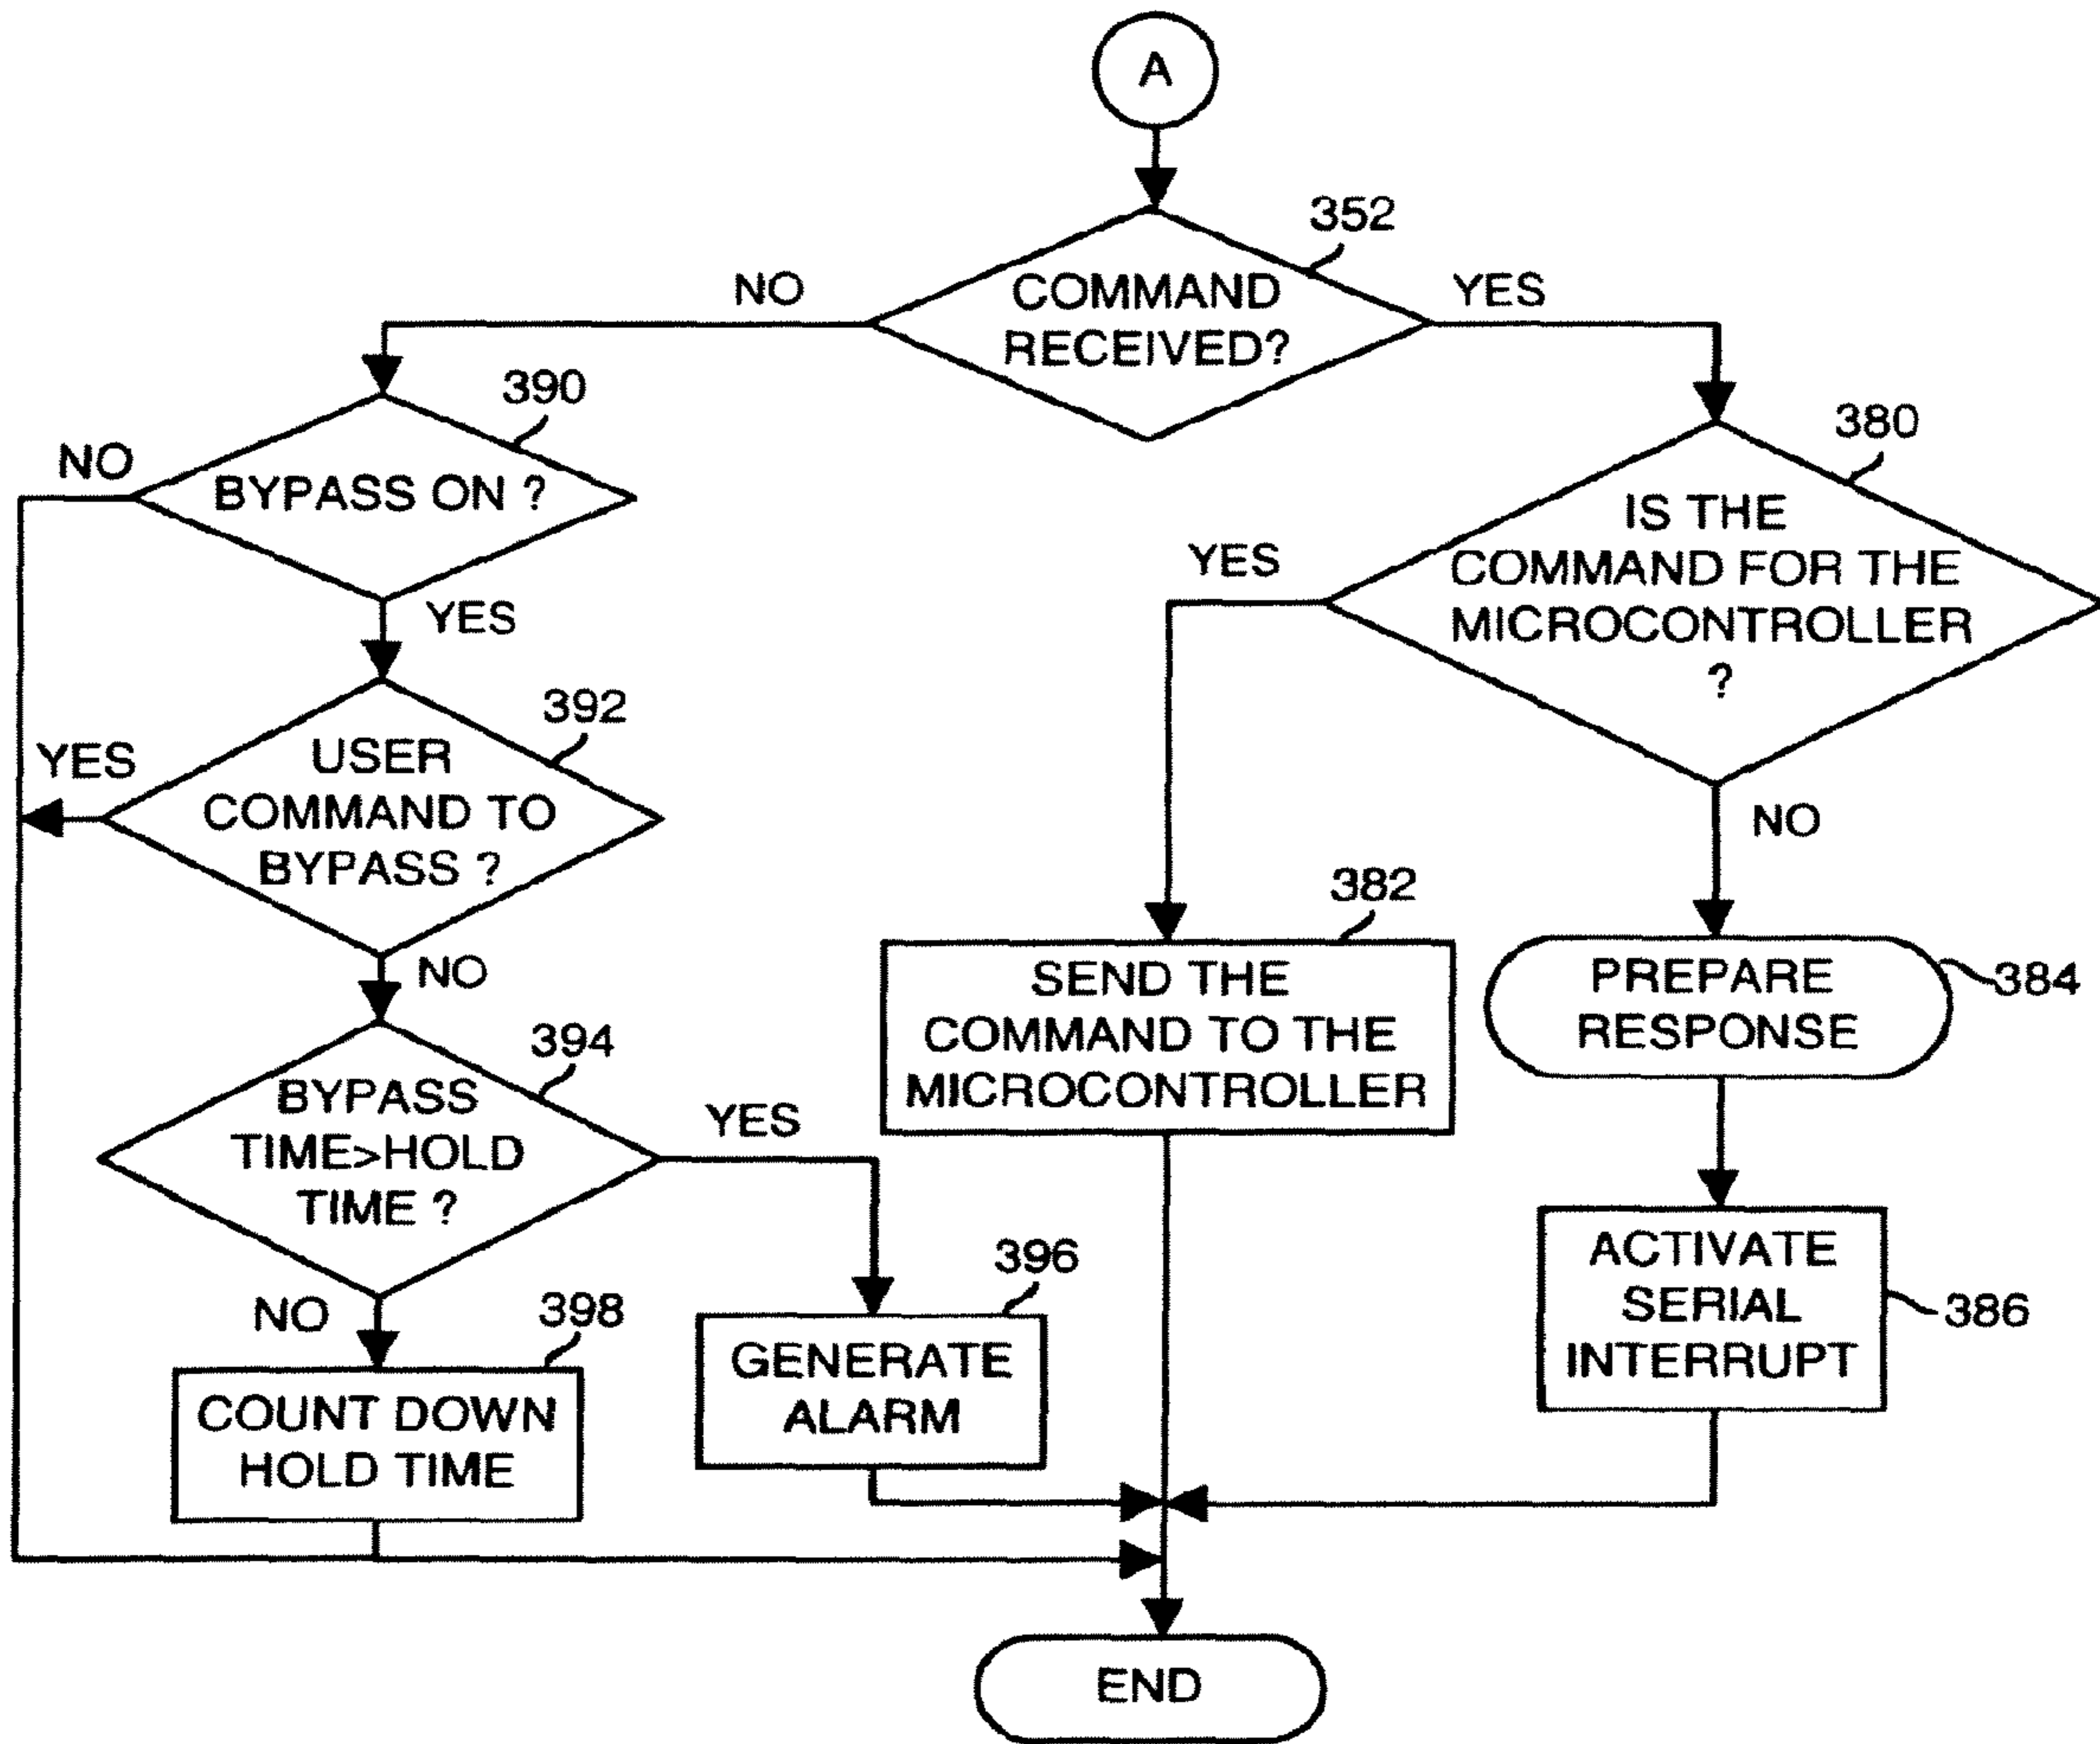 A
352
COMMAND
RECEIVED?
NO
YES
390
BYPASS ON ?
NO
YES
380
IS THE
COMMAND FOR THE
MICROCONTROLLER
?
YES
NO
392
USER
COMMAND TO
BYPASS ?
YES
NO
382
SEND THE
COMMAND TO THE
MICROCONTROLLER
PREPARE
RESPONSE
384
394
BYPASS
TIME>HOLD
TIME ?
YES
NO
396
GENERATE
ALARM
ACTIVATE
SERIAL
INTERRUPT
386
398
COUNT DOWN
HOLD TIME
END